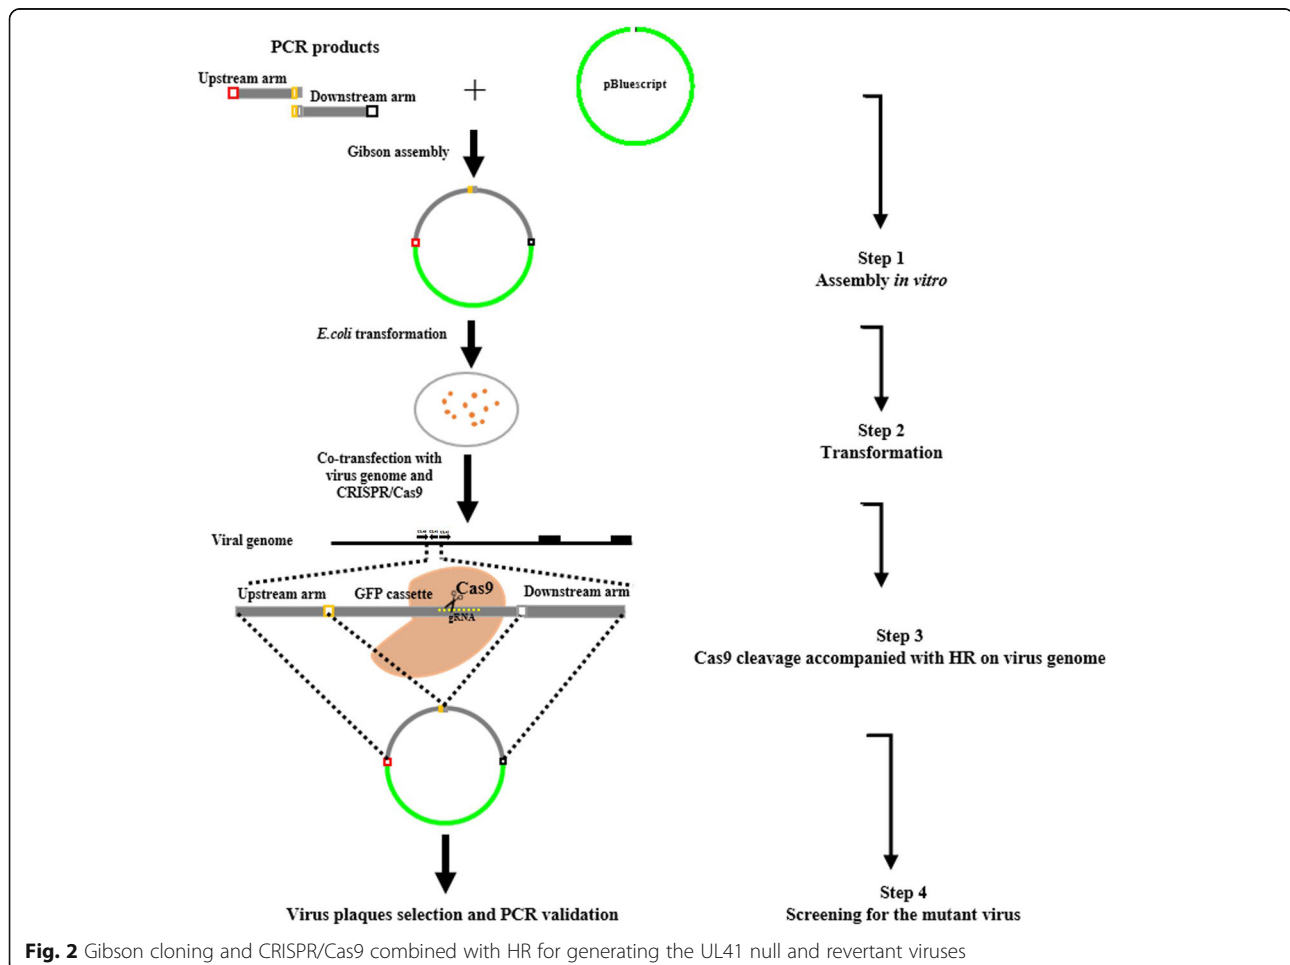 PCR products
Upstream arm
Downstream arm
+
pBluescript
Gibson assembly
Step 1
Assembly in vitro
E.coli transformation
Step 2
Transformation
Co-transfection with
virus genome and
CRISPR/Cas9
Viral genome
Upstream arm
GFP cassette
Cas9
Downstream arm
gRNA
Step 3
Cas9 cleavage accompanied with HR on virus genome
Step 4
Screening for the mutant virus
Virus plaques selection and PCR validation
Fig. 2 Gibson cloning and CRISPR/Cas9 combined with HR for generating the UL41 null and revertant viruses